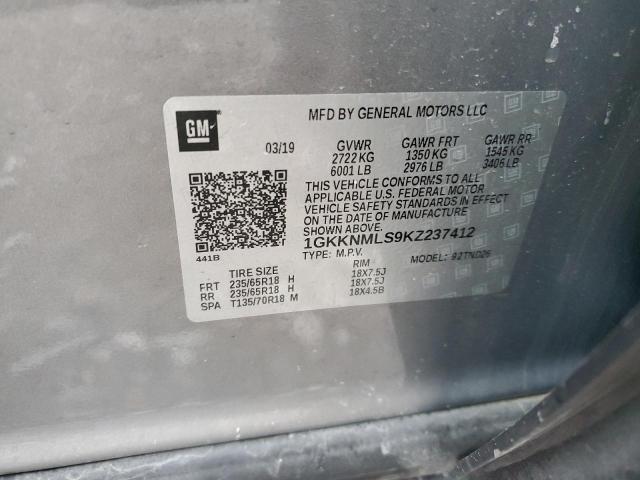 GM
MFD BY GENERAL MOTORS LLC
03/19 GVWR GAWR FRT GAWR RR
2722 KG 1350 KG 1545 KG
6001 LB 2976 LB 3406 LB
THIS VEHICLE CONFORMS TO ALL
APPLICABLE U.S. FEDERAL MOTOR
VEHICLE SAFETY STANDARDS IN EFFECT
ON THE DATE OF MANUFACTURE
SHOWN ABOVE.
1GKKNMLS9KZ237412
441B TYPE: M.P.V. MODEL:
TIRE SIZE RIM
FRT 235/65R18 H 18X7.5J
RR 235/65R18 H 18X7.5J
SPA T135/70R18 M 18X4.5B